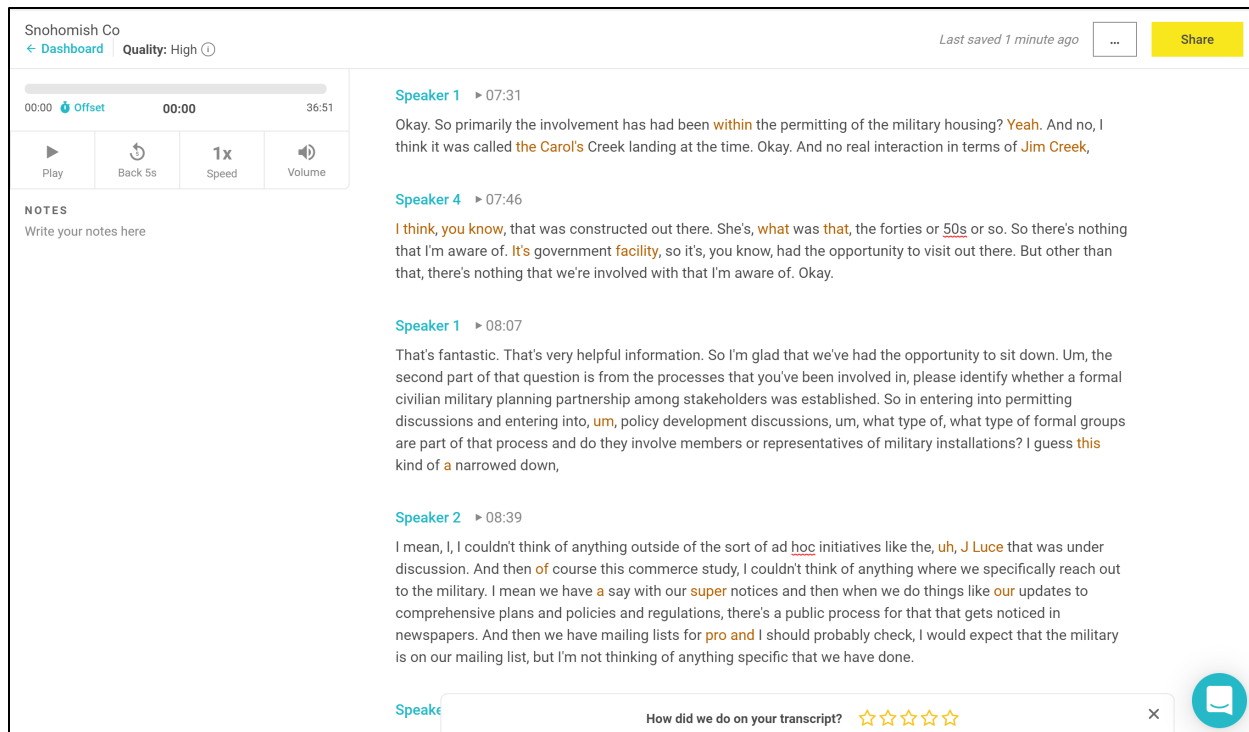 Snohomish Co
← Dashboard Quality: High
Last saved 1 minute ago
...
Share
00:00 Offset 00:00 36:51
Play
Back 5s
1x
Speed
Volume
NOTES
Write your notes here
Speaker 1 07:31
Okay. So primarily the involvement has had been within the permitting of the military housing? Yeah. And no, I
think it was called the Carol's Creek landing at the time. Okay. And no real interaction in terms of Jim Creek,
Speaker 4 07:46
I think, you know, that was constructed out there. She's, what was that, the forties or 50s or so. So there's nothing
that I'm aware of. It's government facility, so it's, you know, had the opportunity to visit out there. But other than
that, there's nothing that we're involved with that I'm aware of. Okay.
Speaker 1 08:07
That's fantastic. That's very helpful information. So I'm glad that we've had the opportunity to sit down. Um, the
second part of that question is from the processes that you've been involved in, please identify whether a formal
civilian military planning partnership among stakeholders was established. So in entering into permitting
discussions and entering into, um, policy development discussions, um, what type of, what type of formal groups
are part of that process and do they involve members or representatives of military installations? I guess this
kind of a narrowed down,
Speaker 2 08:39
I mean, I, I couldn't think of anything outside of the sort of ad hoc initiatives like the, uh, J Luce that was under
discussion. And then of course this commerce study, I couldn't think of anything where we specifically reach out
to the military. I mean we have a say with our super notices and then when we do things like our updates to
comprehensive plans and policies and regulations, there's a public process for that that gets noticed in
newspapers. And then we have mailing lists for pro and I should probably check, I would expect that the military
is on our mailing list, but I'm not thinking of anything specific that we have done.
Speake
How did we do on your transcript?